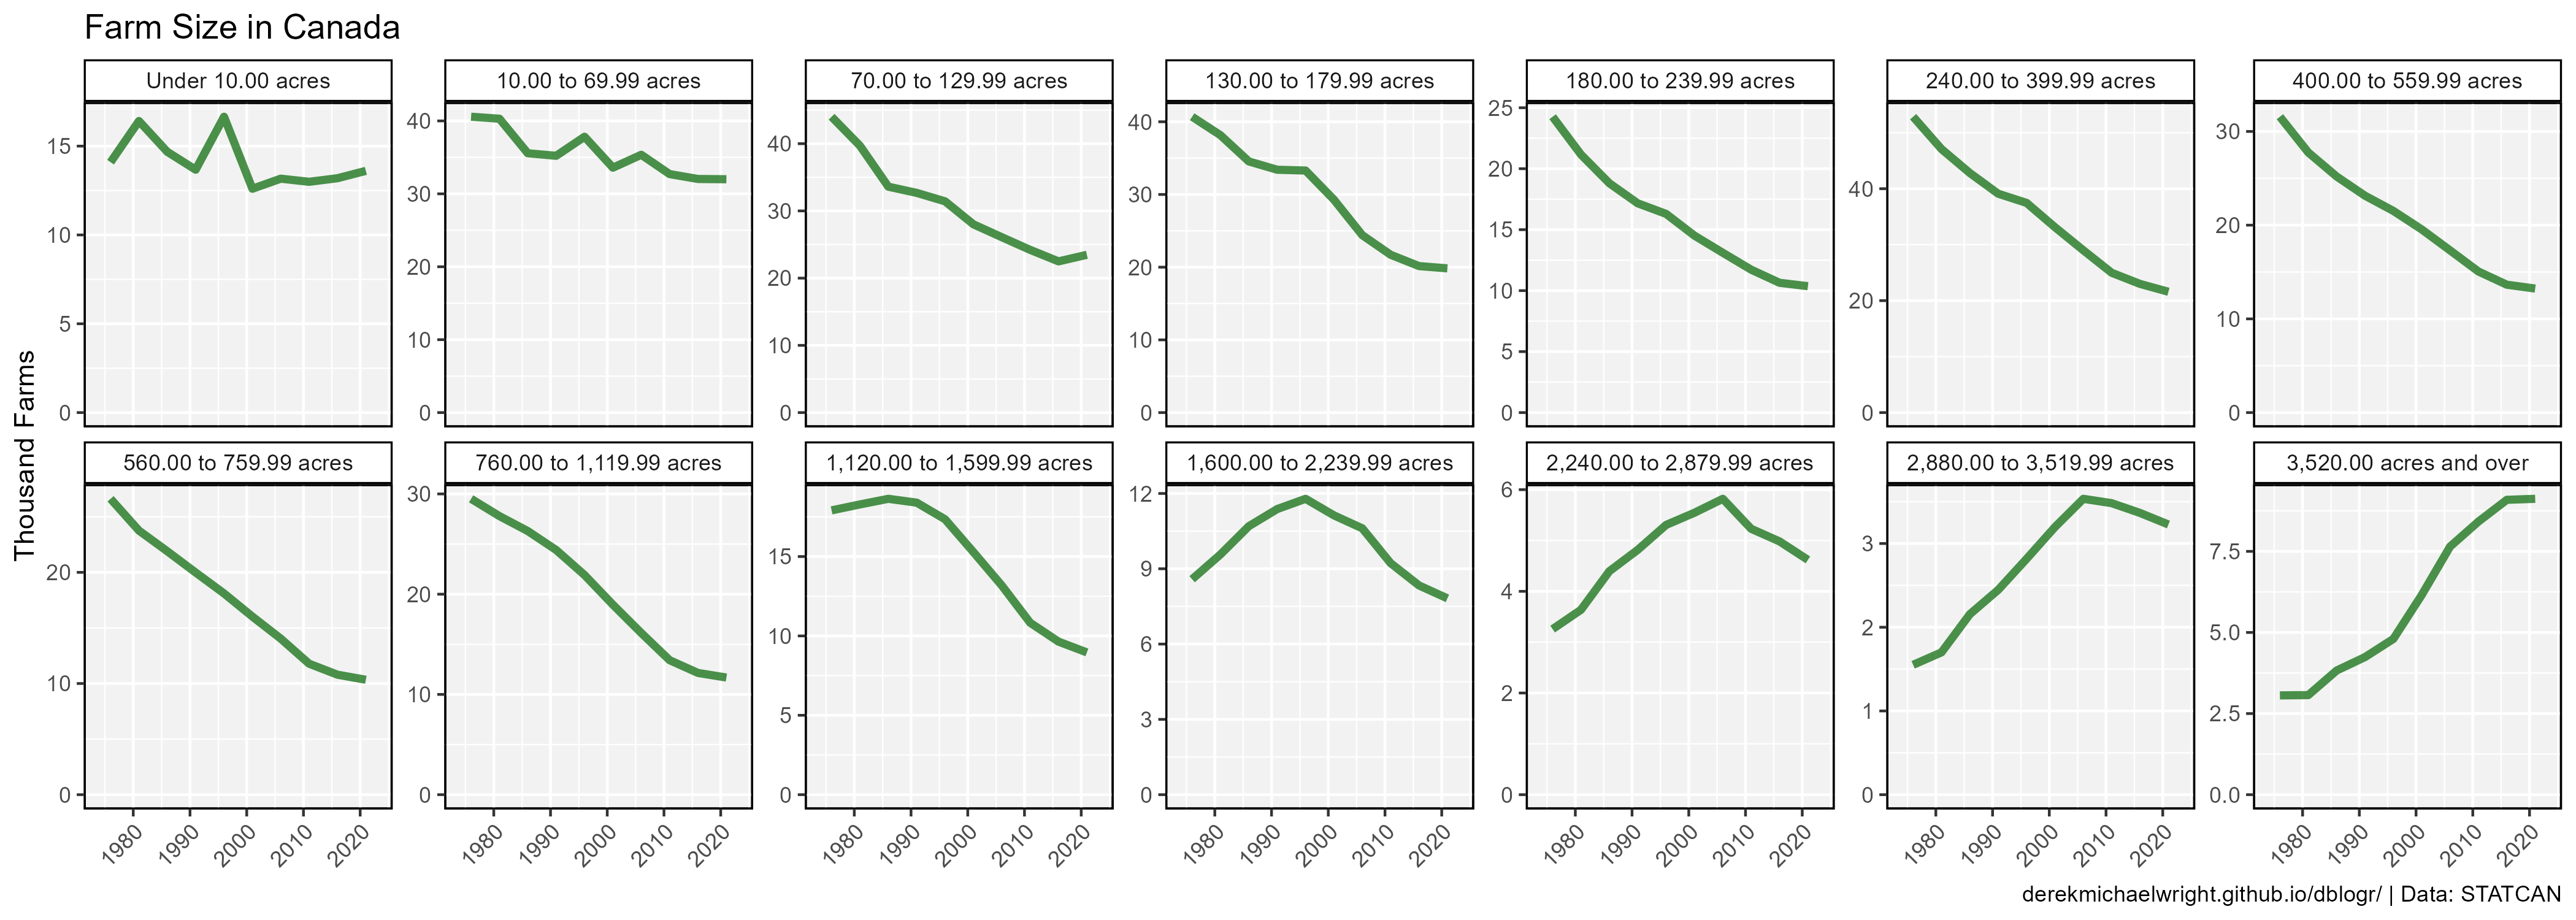 Farm Size in Canada
Under 10.00 acres
10.00 to 69.99 acres
70.00 to 129.99 acres
130.00 to 179.99 acres
180.00 to 239.99 acres
240.00 to 399.99 acres
400.00 to 559.99 acres
15
10
5
0
40
30
20
10
0
40
30
20
10
0
40
30
20
10
0
25
20
15
10
5
0
40
20
0
30
20
10
0
Thousand Farms
560.00 to 759.99 acres
760.00 to 1,119.99 acres
1,120.00 to 1,599.99 acres
1,600.00 to 2,239.99 acres
2,240.00 to 2,879.99 acres
2,880.00 to 3,519.99 acres
3,520.00 acres and over
20
10
0
30
20
10
0
15
10
5
0
12
9
6
3
0
6
4
2
0
3
2
1
0
7.5
5.0
2.5
0.0
1980 1990 2000 2010 2020
1980 1990 2000 2010 2020
1980 1990 2000 2010 2020
1980 1990 2000 2010 2020
1980 1990 2000 2010 2020
1980 1990 2000 2010 2020
1980 1990 2000 2010 2020
derekmichaelwright.github.io/dblogr/ | Data: STATCAN